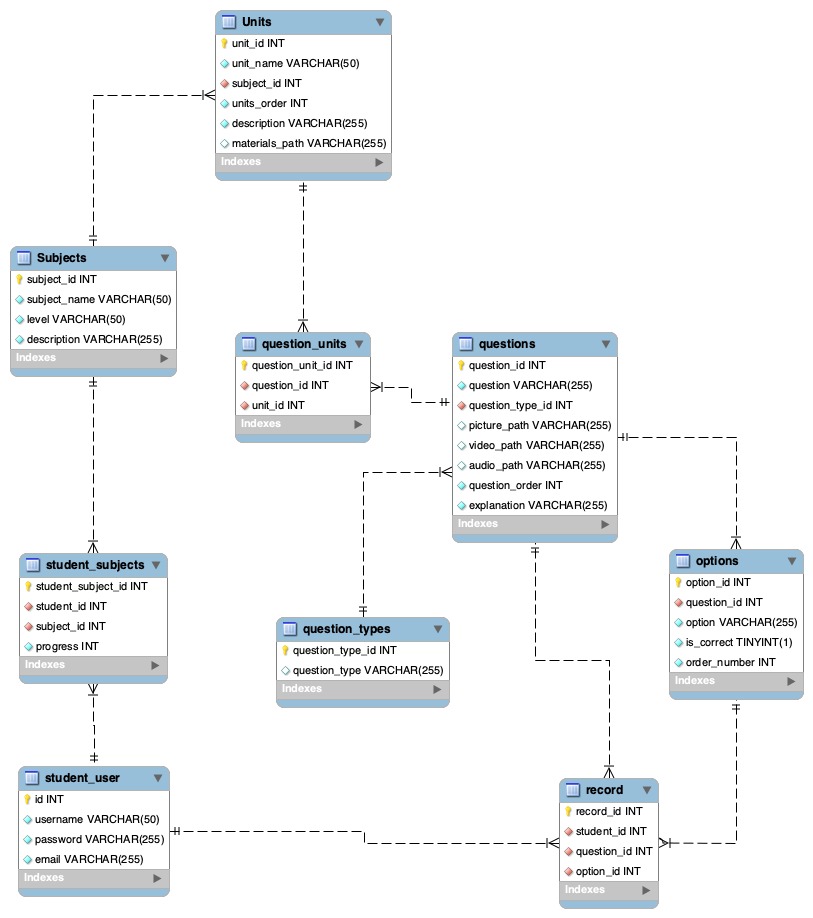 Units
unit_id INT
unit_name VARCHAR(50)
subject_id INT
units_order INT
description VARCHAR(255)
materials_path VARCHAR(255)
Indexes
Subjects
subject_id INT
subject_name VARCHAR(50)
level VARCHAR(50)
description VARCHAR(255)
Indexes
question_units
question_unit_id INT
question_id INT
unit_id INT
Indexes
questions
question_id INT
question VARCHAR(255)
question_type_id INT
picture_path VARCHAR(255)
video_path VARCHAR(255)
audio_path VARCHAR(255)
question_order INT
explanation VARCHAR(255)
Indexes
student_subjects
student_subject_id INT
student_id INT
subject_id INT
progress INT
Indexes
question_types
question_type_id INT
question_type VARCHAR(255)
Indexes
options
option_id INT
question_id INT
option VARCHAR(255)
is_correct TINYINT(1)
order_number INT
Indexes
student_user
id INT
username VARCHAR(50)
password VARCHAR(255)
email VARCHAR(255)
Indexes
record
record_id INT
student_id INT
question_id INT
option_id INT
Indexes